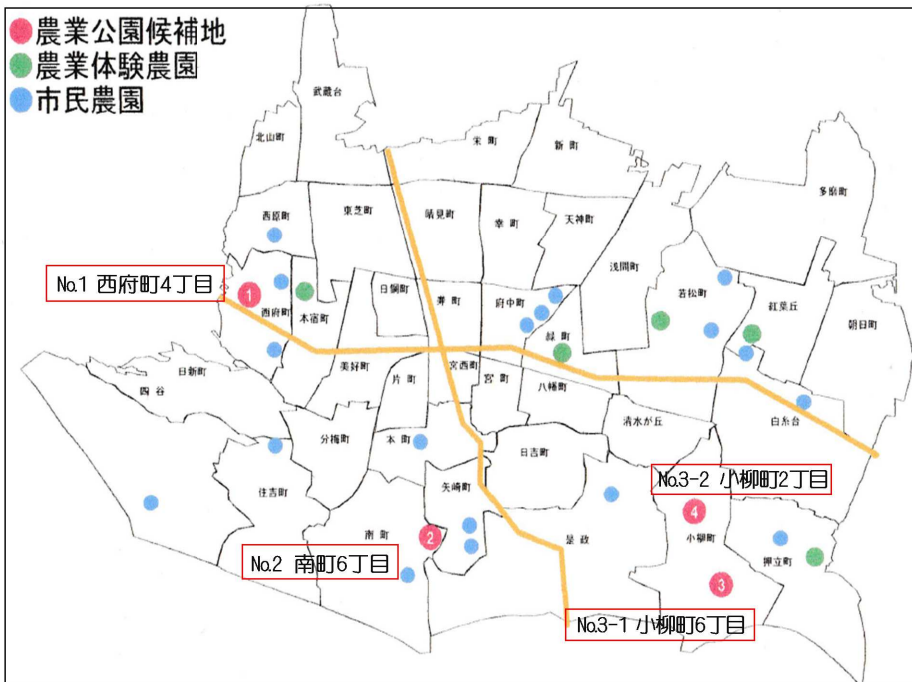 農業公園候補地
農業体験農園
市民農園
武蔵台
北山町
栄町
新町
多磨町
西原町
東芝町
晴見町
幸町
天神町
浅間町
No.1 西府町4丁目
1
西府町
本宿町
日鋼町
寿町
府中町
緑町
若松町
紅葉丘
朝日町
日新町
四谷
美好町
片町
宮西町
宮町
八幡町
清水が丘
白糸台
分梅町
本町
日吉町
住吉町
矢崎町
No.3-2 小柳町2丁目
4
小柳町
南町
2
是政
押立町
No.2 南町6丁目
3
No.3-1 小柳町6丁目